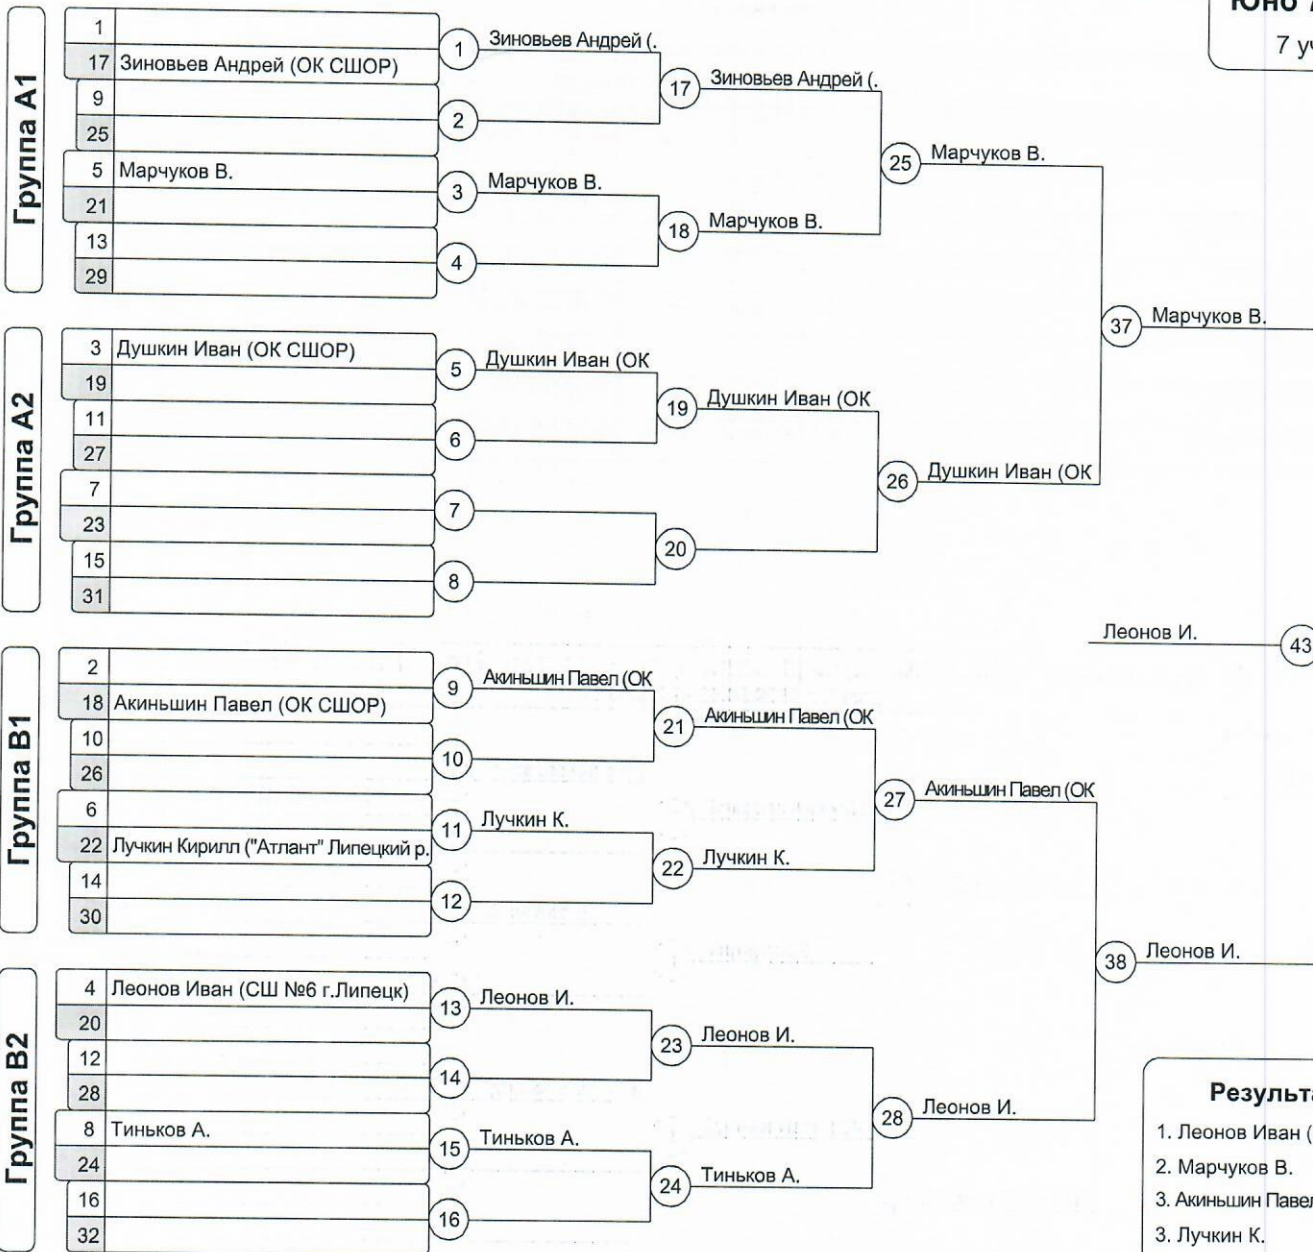 7 уч
Группа A1
1
17 Зиновьев Андрей (ОК СШОР)
9
25
5 Марчуков В.
21
13
29
1 Зиновьев Андрей (.
2
3 Марчуков В.
4
17 Зиновьев Андрей (.
18 Марчуков В.
25 Марчуков В.
Группа A2
3 Душкин Иван (ОК СШОР)
19
11
27
7
23
15
31
5 Душкин Иван (ОК
6
7
8
19 Душкин Иван (ОК
20
26 Душкин Иван (ОК
37 Марчуков В.
Леонов И. 43
Группа B1
2
18 Акиньшин Павел (ОК СШОР)
10
26
6
22 Лучкин Кирилл ("Атлант" Липецкий р.
14
30
9 Акиньшин Павел (ОК
10
11 Лучкин К.
12
21 Акиньшин Павел (ОК
22 Лучкин К.
27 Акиньшин Павел (ОК
Группа B2
4 Леонов Иван (СШ №6 г.Липецк)
20
12
28
8 Тиньков А.
24
16
32
13 Леонов И.
14
15 Тиньков А.
16
23 Леонов И.
24 Тиньков А.
28 Леонов И.
38 Леонов И.
Результа
1. Леонов Иван (
2. Марчуков В.
3. Акиньшин Павел
3. Лучкин К.